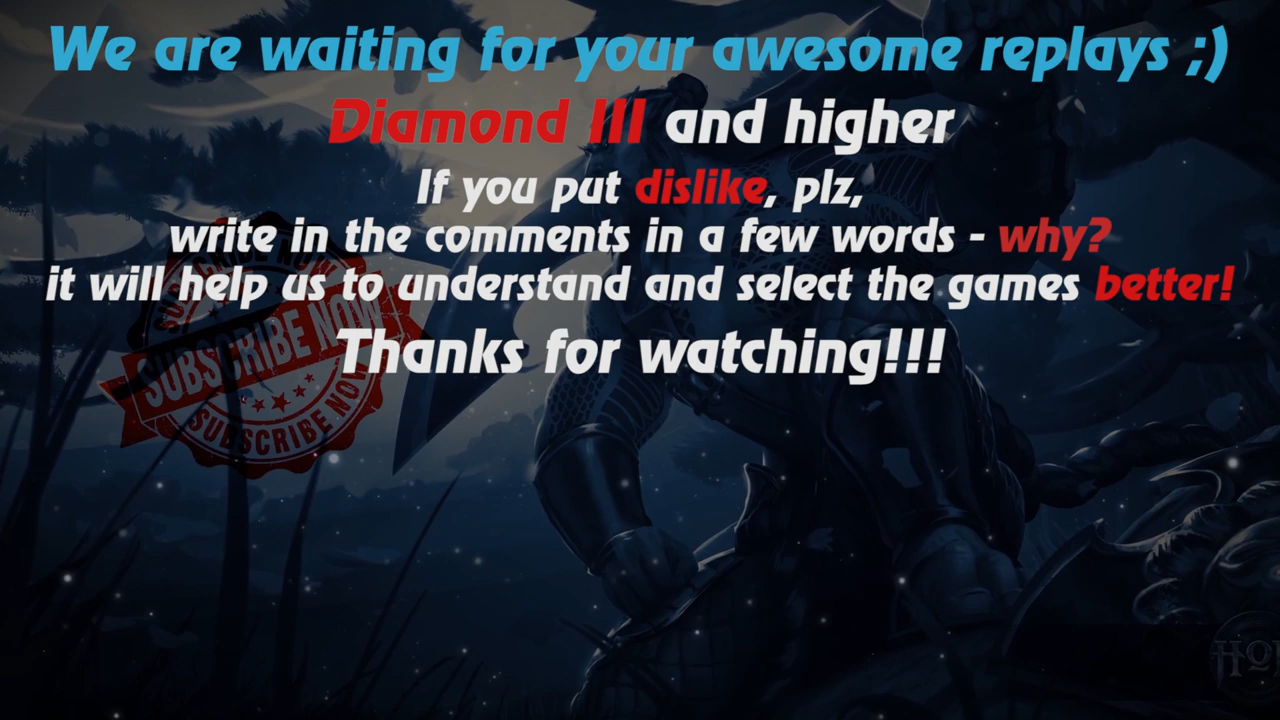 We are waiting for your awesome replays ;)
Diamond III and higher
If you put dislike, plz,
write in the comments in a few words - why?
it will help us to understand and select the games better!
Thanks for watching!!!
SUBSCRIBE NOW
SUBSCRIBE NOW
SUBSCRIBE NOW